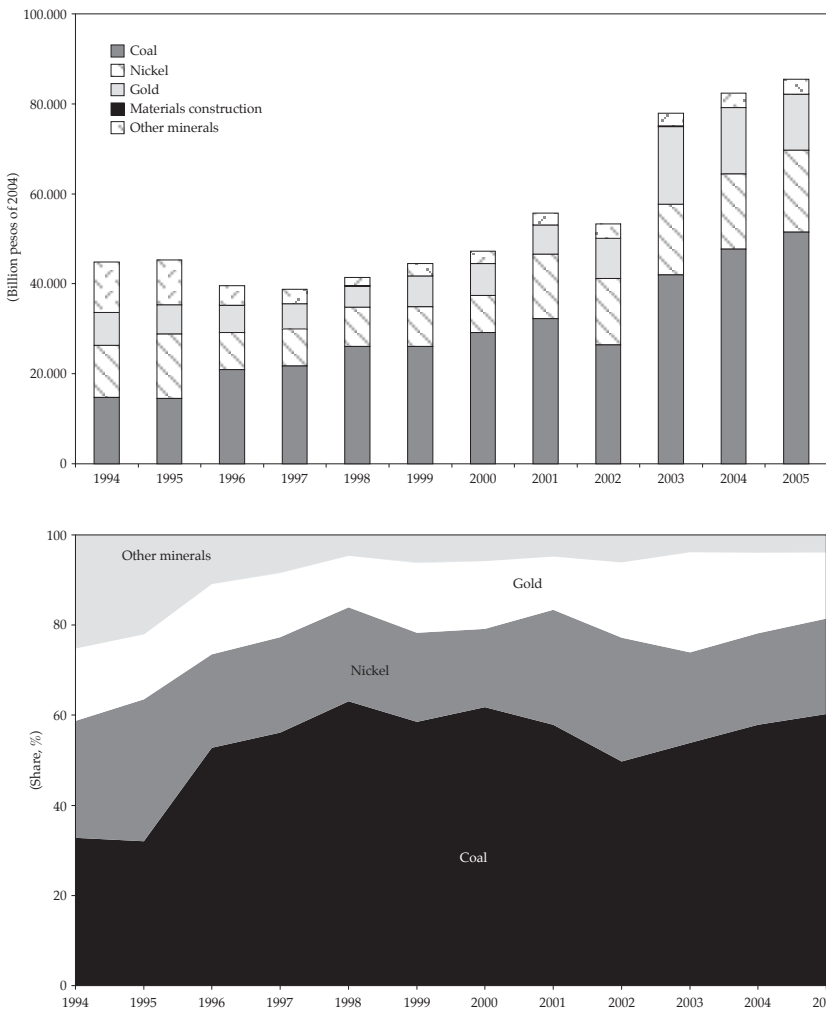 100.000
Coal
Nickel
Gold
Materials construction
Other minerals
80.000
60.000
40.000
20.000
0
(Billion pesos of 2004)
1994 1995 1996 1997 1998 1999 2000 2001 2002 2003 2004 2005
100
Other minerals
Gold
80
Nickel
60
(Share, %)
40
Coal
20
0
1994 1995 1996 1997 1998 1999 2000 2001 2002 2003 2004